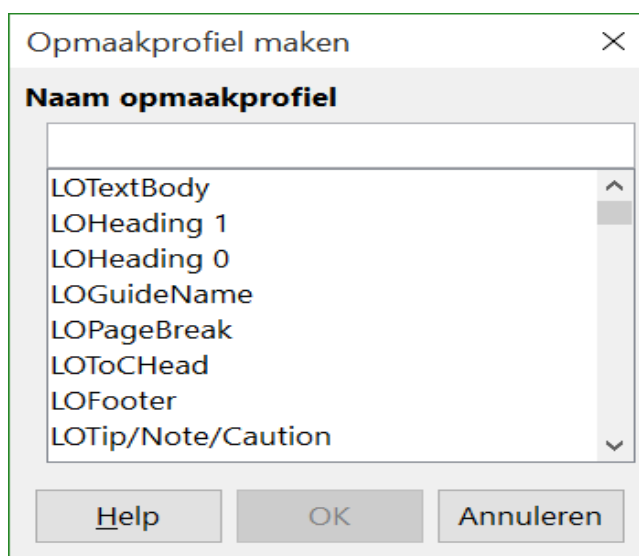 Opmaakprofiel maken
Naam opmaakprofiel
LOTextBody
LOHeading 1
LOHeading 0
LOGuideName
LOPageBreak
LOToCHead
LOFooter
LOTip/Note/Caution
Help OK Annuleren